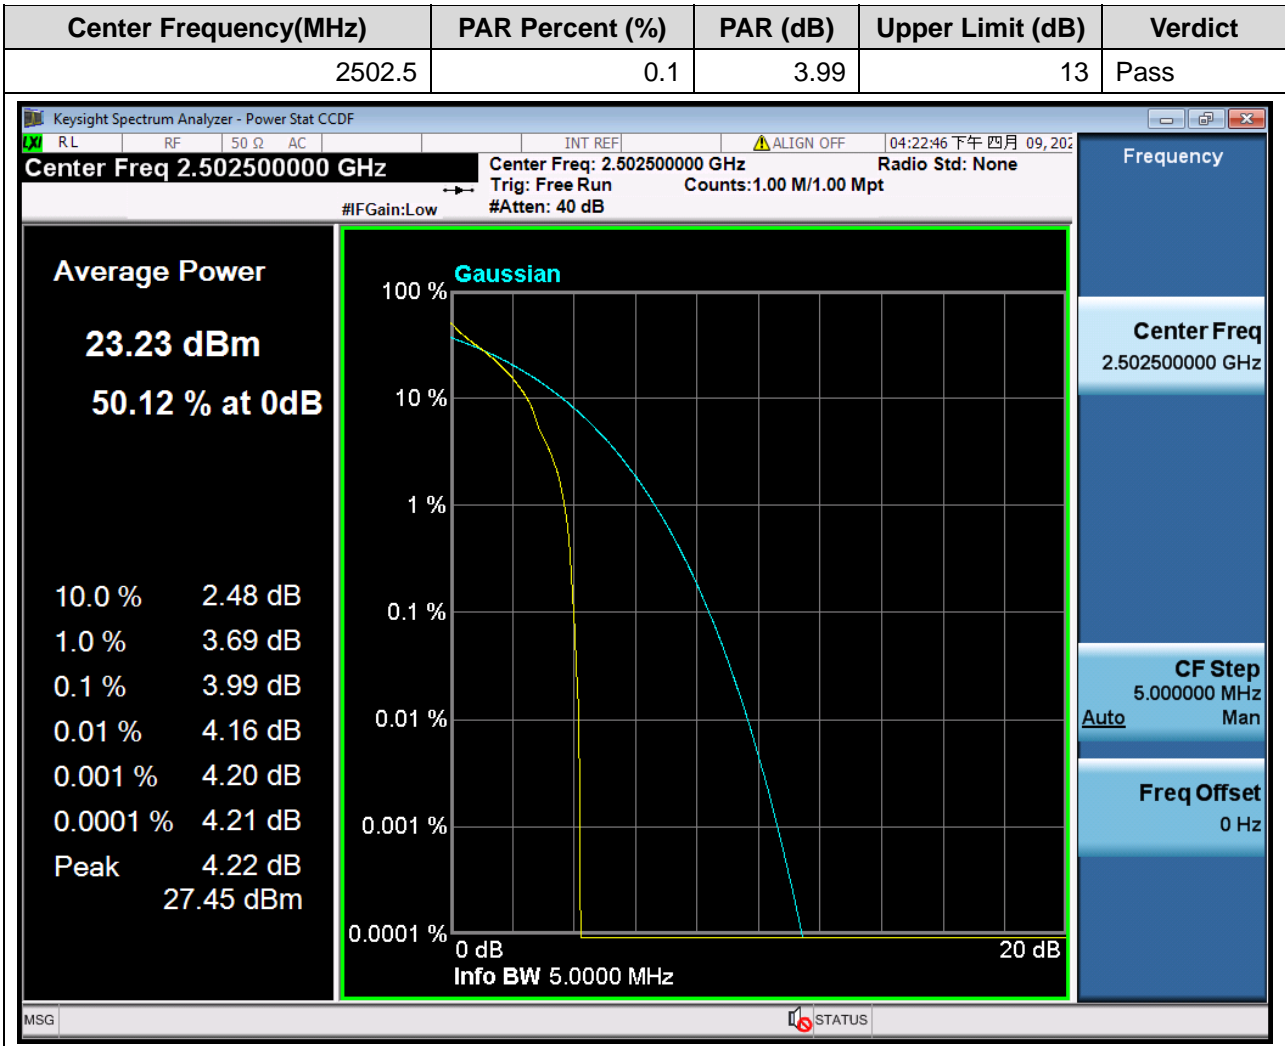 Center Frequency(MHz) PAR Percent (%) PAR (dB) Upper Limit (dB) Verdict
2502.5 0.1 3.99 13 Pass
Keysight Spectrum Analyzer - Power Stat CCDF
LXI RL RF 50 Ω AC INT REF ALIGN OFF 04:22:46 下午 四月 09, 202
Center Freq 2.502500000 GHz
Center Freq: 2.502500000 GHz Radio Std: None
Trig: Free Run Counts:1.00 M/1.00 Mpt
#IFGain:Low #Atten: 40 dB
Frequency
Average Power
23.23 dBm
50.12 % at 0dB
10.0 % 2.48 dB
1.0 % 3.69 dB
0.1 % 3.99 dB
0.01 % 4.16 dB
0.001 % 4.20 dB
0.0001 % 4.21 dB
Peak 4.22 dB
27.45 dBm
Gaussian
100 %
10 %
1 %
0.1 %
0.01 %
0.001 %
0.0001 %
0 dB 20 dB
Info BW 5.0000 MHz
Center Freq
2.502500000 GHz
CF Step
5.000000 MHz
Auto Man
Freq Offset
0 Hz
MSG STATUS